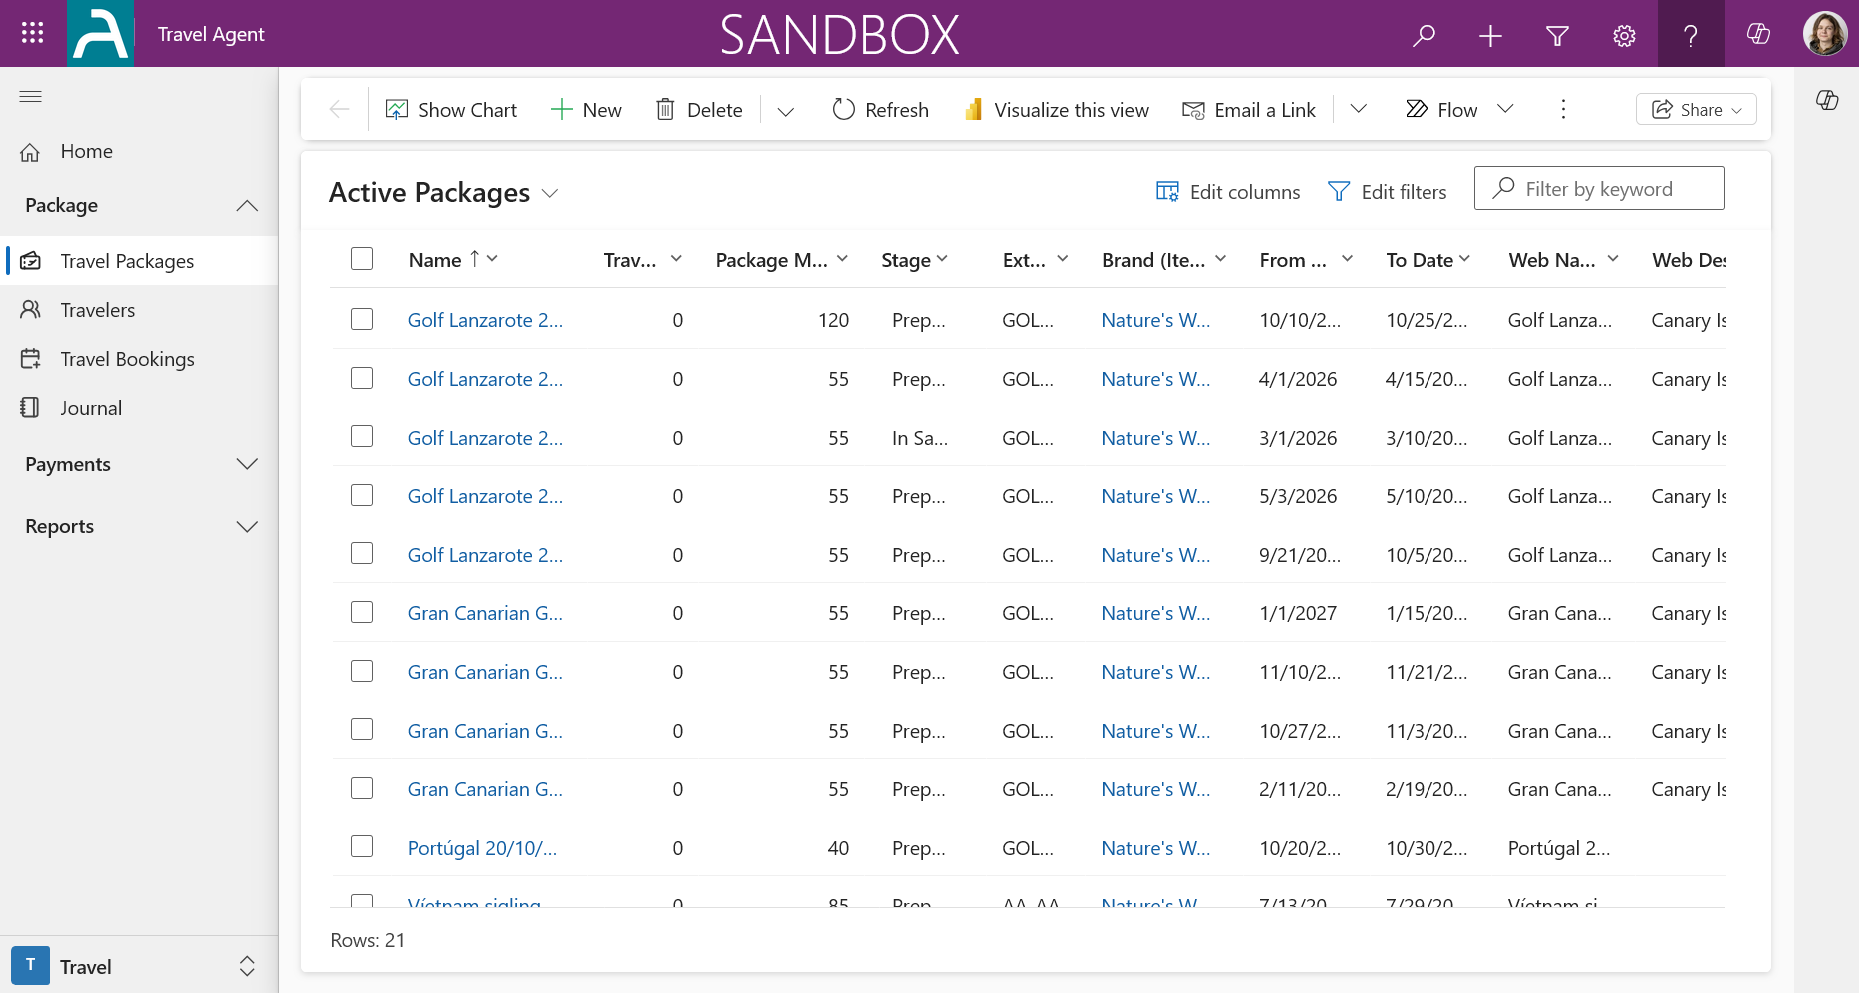 Travel Agent
SANDBOX
?
Show Chart
New
Delete
Refresh
Visualize this view
Email a Link
Flow
Share
Home
Package
Travel Packages
Travelers
Travel Bookings
Journal
Payments
Reports
T Travel
Active Packages
Edit columns
Edit filters
Filter by keyword
Name ↑ Trav... Package M... Stage Ext... Brand (Ite... From ... To Date Web Na... Web Des
Golf Lanzarote 2... 0 120 Prep... GOL... Nature's W... 10/10/2... 10/25/2... Golf Lanza... Canary Is
Golf Lanzarote 2... 0 55 Prep... GOL... Nature's W... 4/1/2026 4/15/20... Golf Lanza... Canary Is
Golf Lanzarote 2... 0 55 In Sa... GOL... Nature's W... 3/1/2026 3/10/20... Golf Lanza... Canary Is
Golf Lanzarote 2... 0 55 Prep... GOL... Nature's W... 5/3/2026 5/10/20... Golf Lanza... Canary Is
Golf Lanzarote 2... 0 55 Prep... GOL... Nature's W... 9/21/20... 10/5/20... Golf Lanza... Canary Is
Gran Canarian G... 0 55 Prep... GOL... Nature's W... 1/1/2027 1/15/20... Gran Cana... Canary Is
Gran Canarian G... 0 55 Prep... GOL... Nature's W... 11/10/2... 11/21/2... Gran Cana... Canary Is
Gran Canarian G... 0 55 Prep... GOL... Nature's W... 10/27/2... 11/3/20... Gran Cana... Canary Is
Gran Canarian G... 0 55 Prep... GOL... Nature's W... 2/11/20... 2/19/20... Gran Cana... Canary Is
Portúgal 20/10/... 0 40 Prep... GOL... Nature's W... 10/20/2... 10/30/2... Portúgal 2...
Víetnam sigling 0 85 Prep AA-AA Nature's W 7/13/20 7/29/20 Víetnam si
Rows: 21